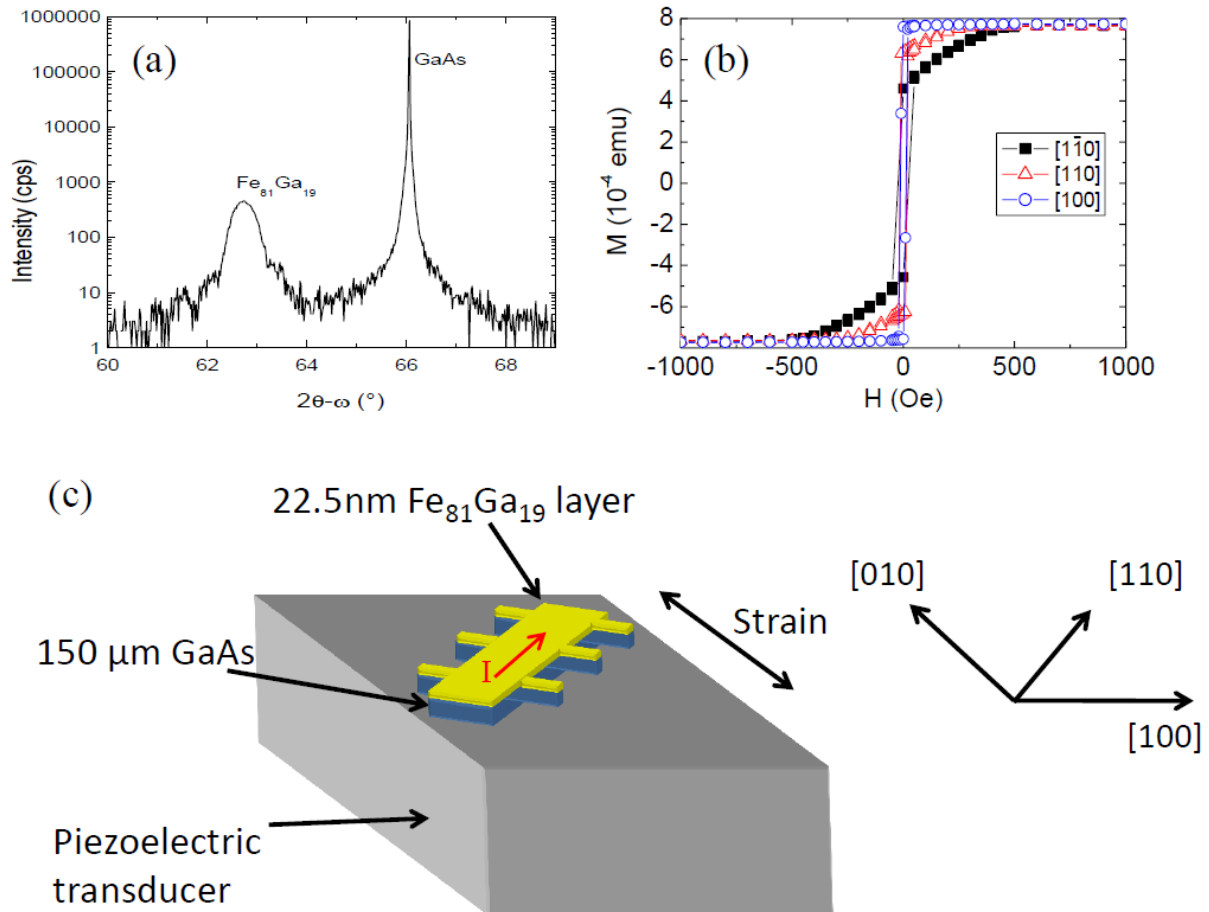 (a)
1000000
100000
10000
1000
100
10
1
Intensity (cps)
GaAs
Fe₈₁Ga₁₉
60 62 64 66 68
2θ-ω (°)
(b)
8
6
4
2
0
2
-4
-6
M (10⁻⁴ emu)
[11̄0]
[110]
[100]
-1000 -500 0 500 1000
H (Oe)
(c)
22.5nm Fe₈₁Ga₁₉ layer
150 μm GaAs
I
Strain
[010]
[110]
[100]
Piezoelectric
transducer